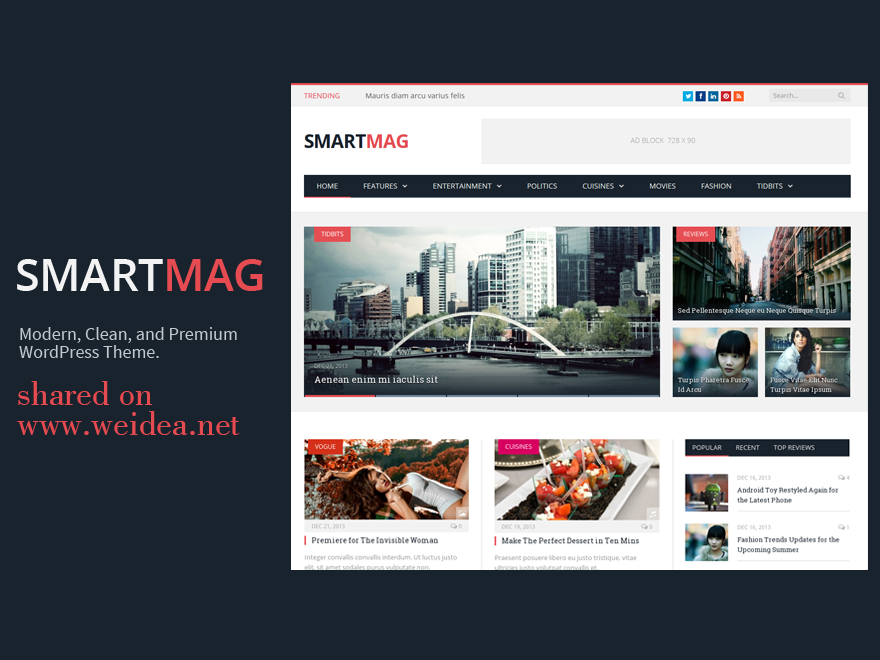 SMARTMAG
Modern, Clean, and Premium
WordPress Theme.
shared on
www.weidea.net
TRENDING Mauris diam arcu varius felis
Search...
SMARTMAG
AD BLOCK 728 X 90
HOME FEATURES ENTERTAINMENT POLITICS CUISINES MOVIES FASHION TIDBITS
TIDBITS
DEC 21, 2013
Aenean enim mi iaculis sit
REVIEWS
Sed Pellentesque Neque eu Neque Quisque Turpis
Turpis Pharetra Fusce
Id Arcu
Fusce Vitae Elit Nunc
Turpis Vitae Ipsum
VOGUE
DEC 21, 2013 0
Premiere for The Invisible Woman
Integer convallis convallis interdum. Ut luctus justo
elit, sit amet sodales purus vulputate non.
CUISINES
DEC 19, 2013 0
Make The Perfect Dessert in Ten Mins
Praesent posuere libero eu justo tristique, vitae
ultricies justo volutpat convallis et.
POPULAR RECENT TOP REVIEWS
DEC 16, 2013 4
Android Toy Restyled Again for
the Latest Phone
DEC 16, 2013 1
Fashion Trends Updates for the
Upcoming Summer